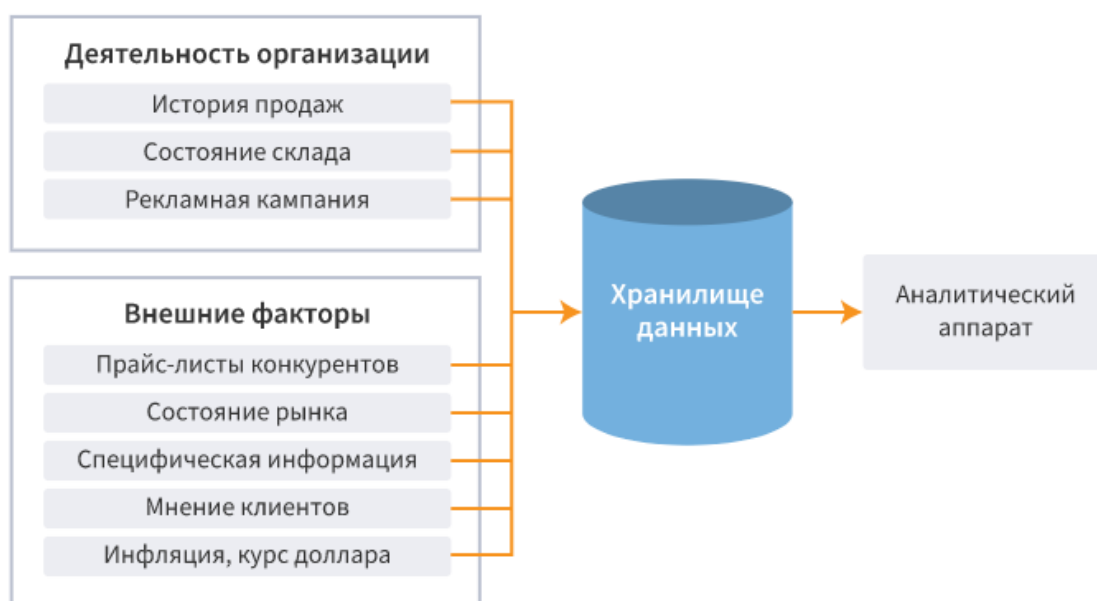 Деятельность организации
История продаж
Состояние склада
Рекламная кампания
Внешние факторы
Прайс-листы конкурентов
Состояние рынка
Специфическая информация
Мнение клиентов
Инфляция, курс доллара
Хранилище
данных
Аналитический
аппарат